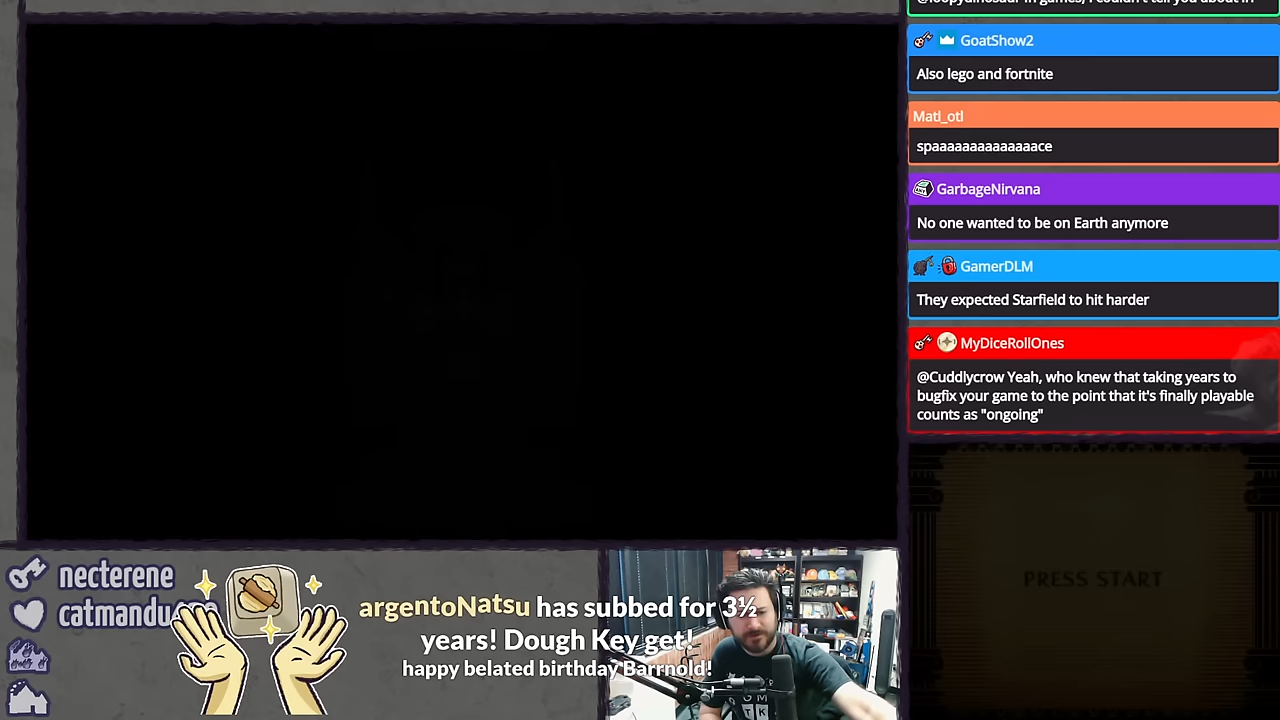 GoatShow2
Also lego and fortnite
Matl_otl
spaaaaaaaaaaaaaace
GarbageNirvana
No one wanted to be on Earth anymore
GamerDLM
They expected Starfield to hit harder
MyDiceRollOnes
@Cuddlycrow Yeah, who knew that taking years to
bugfix your game to the point that it's finally playable
counts as "ongoing"
PRESS START
necterene
argentoNatsu has subbed for 3½
years! Dough Key get!
happy belated birthday Barrnold!